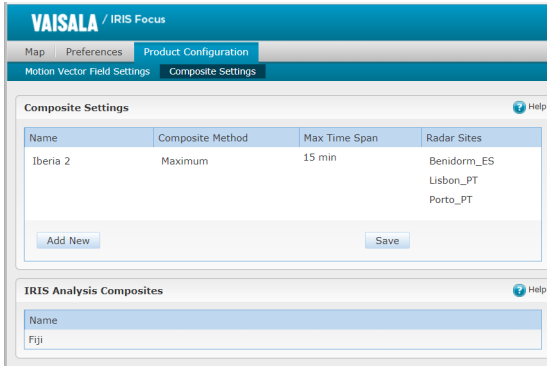 VAISALA / IRIS Focus
Map Preferences Product Configuration
Motion Vector Field Settings Composite Settings
Composite Settings ? Help
Name Composite Method Max Time Span Radar Sites
Iberia 2 Maximum 15 min Benidorm_ES
Lisbon_PT
Porto_PT
Add New Save
IRIS Analysis Composites ? Help
Name
Fiji